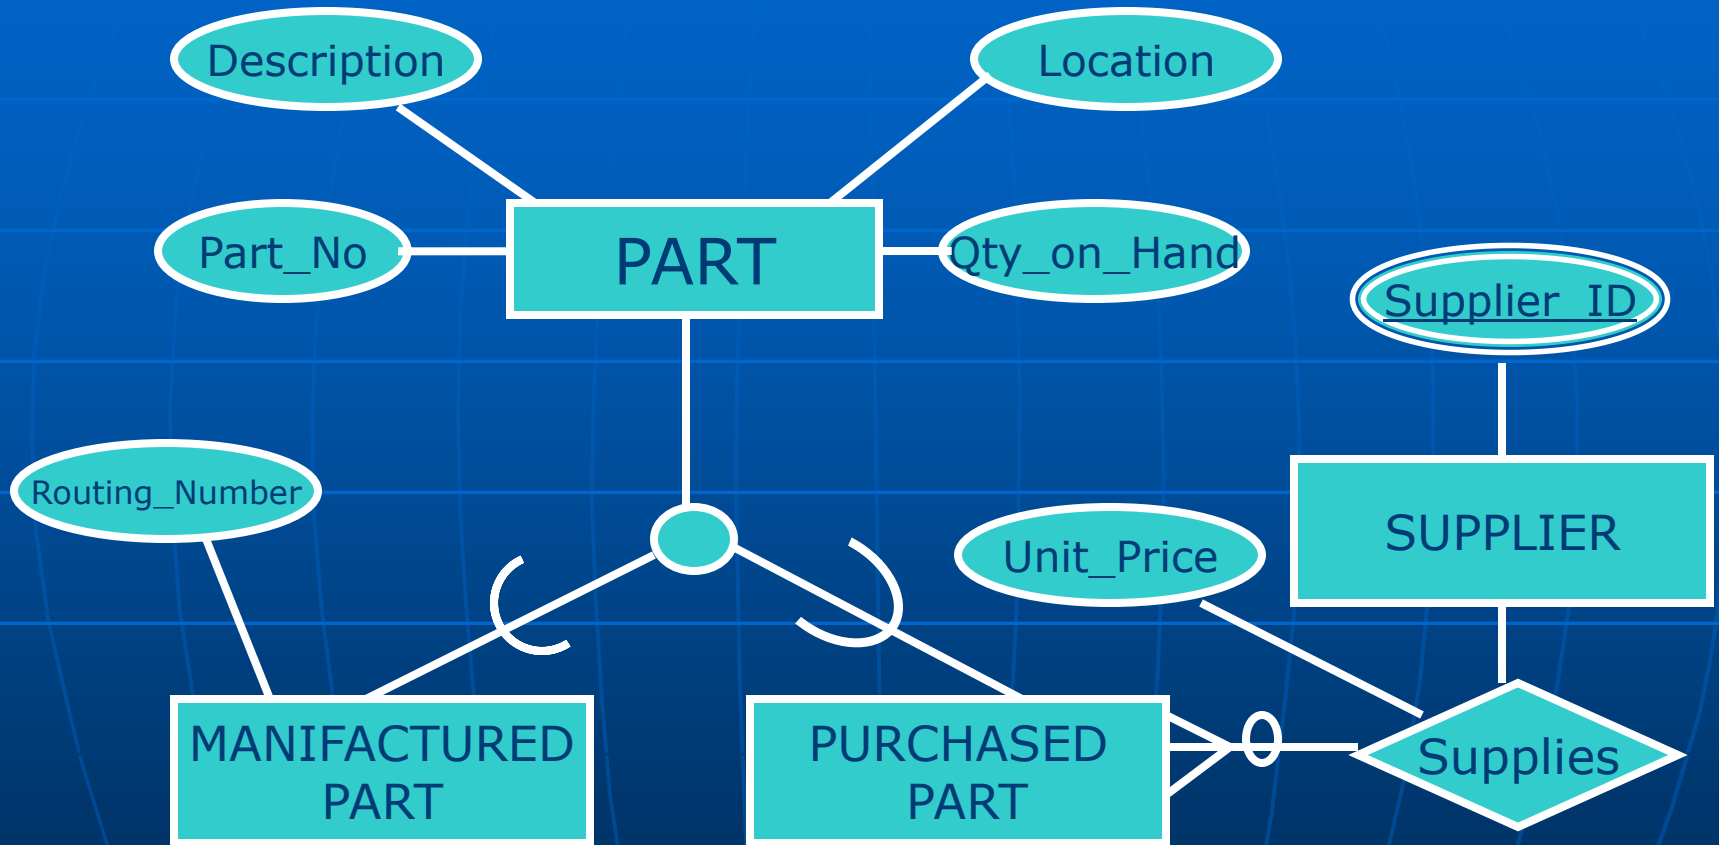 Description
Location
Part_No
PART
Qty_on_Hand
Supplier_ID
Routing_Number
Unit_Price
SUPPLIER
MANIFACTURED
PART
PURCHASED
PART
Supplies